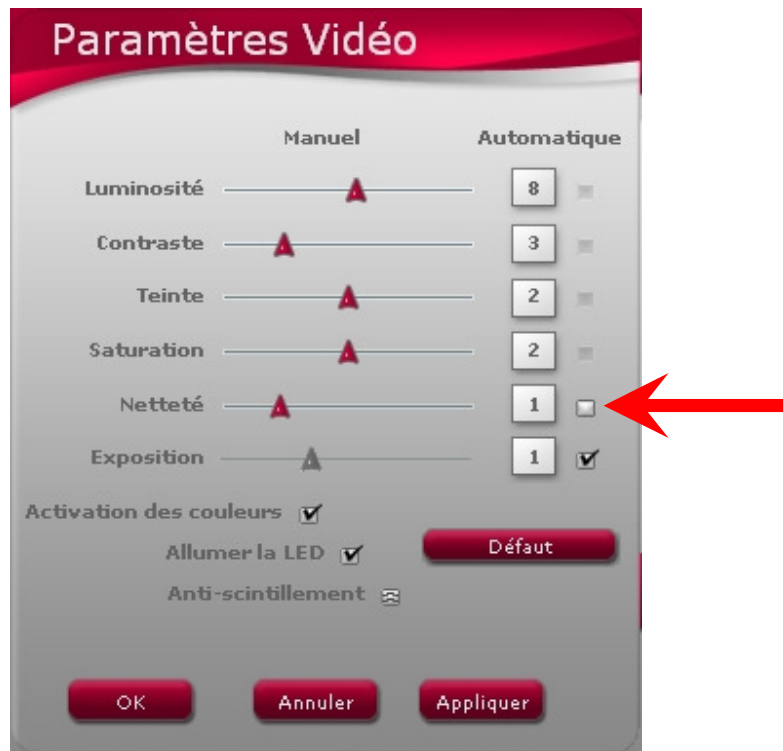 Paramètres Vidéo
Manuel Automatique
Luminosité 8
Contraste 3
Teinte 2
Saturation 2
Netteté 1
Exposition 1
Activation des couleurs
Allumer la LED Défaut
Anti-scintillement
OK Annuler Appliquer